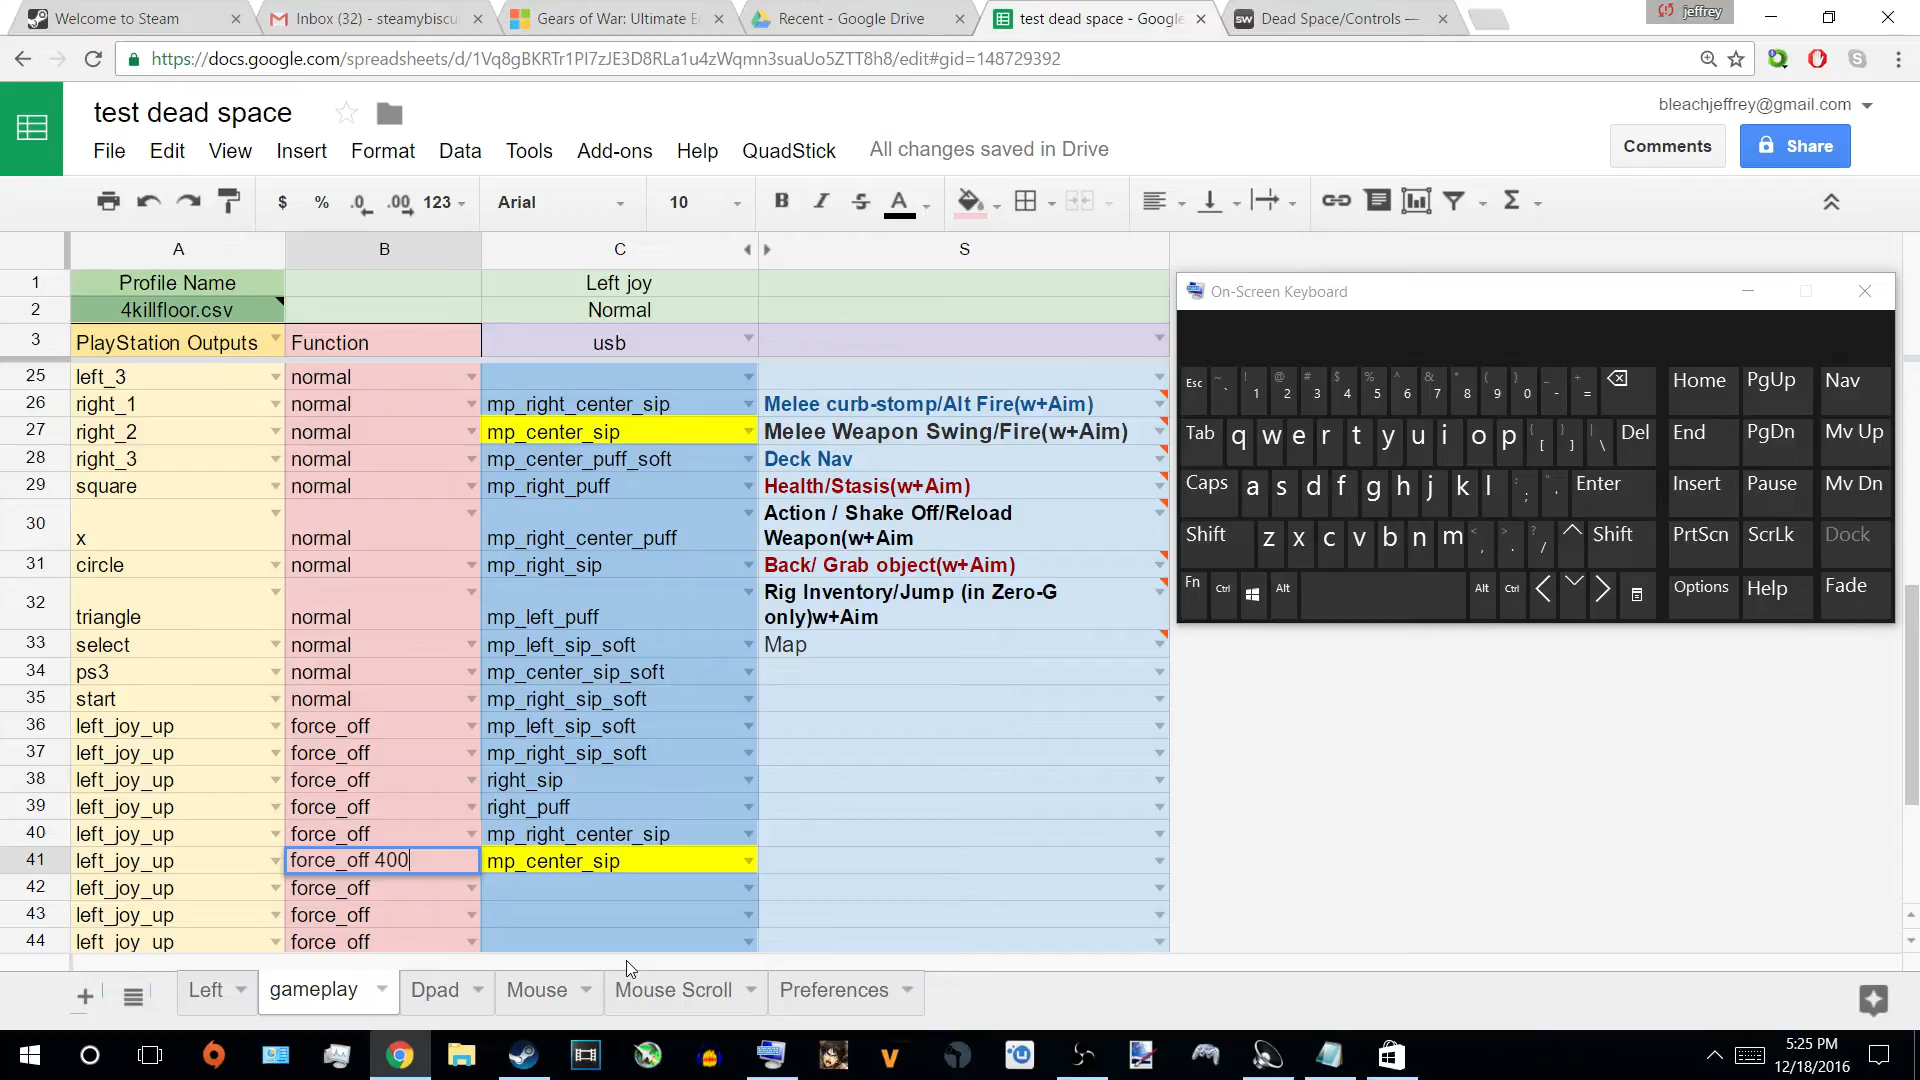 Welcome to Steam
Inbox (32) - steamybiscu
Gears of War: Ultimate E
Recent - Google Drive
test dead space - Google
SW Dead Space/Controls —
jeffrey
https://docs.google.com/spreadsheets/d/1Vq8gBKRTr1Pl7zJE3D8RLa1u4zWqmn3suaUo5ZTT8h8/edit#gid=148729392
test dead space
bleachjeffrey@gmail.com
File Edit View Insert Format Data Tools Add-ons Help QuadStick All changes saved in Drive
Comments
Share
$ % .0 .00 123 Arial 10 B I S A Σ
A B C S
1 Profile Name Left joy
2 4killfloor.csv Normal
3 PlayStation Outputs Function usb
25 left_3 normal
26 right_1 normal mp_right_center_sip Melee curb-stomp/Alt Fire(w+Aim)
27 right_2 normal mp_center_sip Melee Weapon Swing/Fire(w+Aim)
28 right_3 normal mp_center_puff_soft Deck Nav
29 square normal mp_right_puff Health/Stasis(w+Aim)
30 x normal mp_right_center_puff Action / Shake Off/Reload
Weapon(w+Aim
31 circle normal mp_right_sip Back/ Grab object(w+Aim)
32 triangle normal mp_left_puff Rig Inventory/Jump (in Zero-G
only)w+Aim
33 select normal mp_left_sip_soft Map
34 ps3 normal mp_center_sip_soft
35 start normal mp_right_sip_soft
36 left_joy_up force_off mp_left_sip_soft
37 left_joy_up force_off mp_right_sip_soft
38 left_joy_up force_off right_sip
39 left_joy_up force_off right_puff
40 left_joy_up force_off mp_right_center_sip
41 left_joy_up force_off 400 mp_center_sip
42 left_joy_up force_off
43 left_joy_up force_off
44 left_joy_up force_off
On-Screen Keyboard
Esc ~ ` ! 1 @ 2 # 3 $ 4 % 5 ^ 6 & 7 * 8 ( 9 ) 0 _ - + = Home PgUp Nav
Tab q w e r t y u i o p { [ } ] | \ Del End PgDn Mv Up
Caps a s d f g h j k l : ; " ' Enter Insert Pause Mv Dn
Shift z x c v b n m < , > . ? / Shift PrtScn ScrLk Dock
Fn Ctrl Alt Alt Ctrl Options Help Fade
Left gameplay Dpad Mouse Mouse Scroll Preferences
5:25 PM
12/18/2016